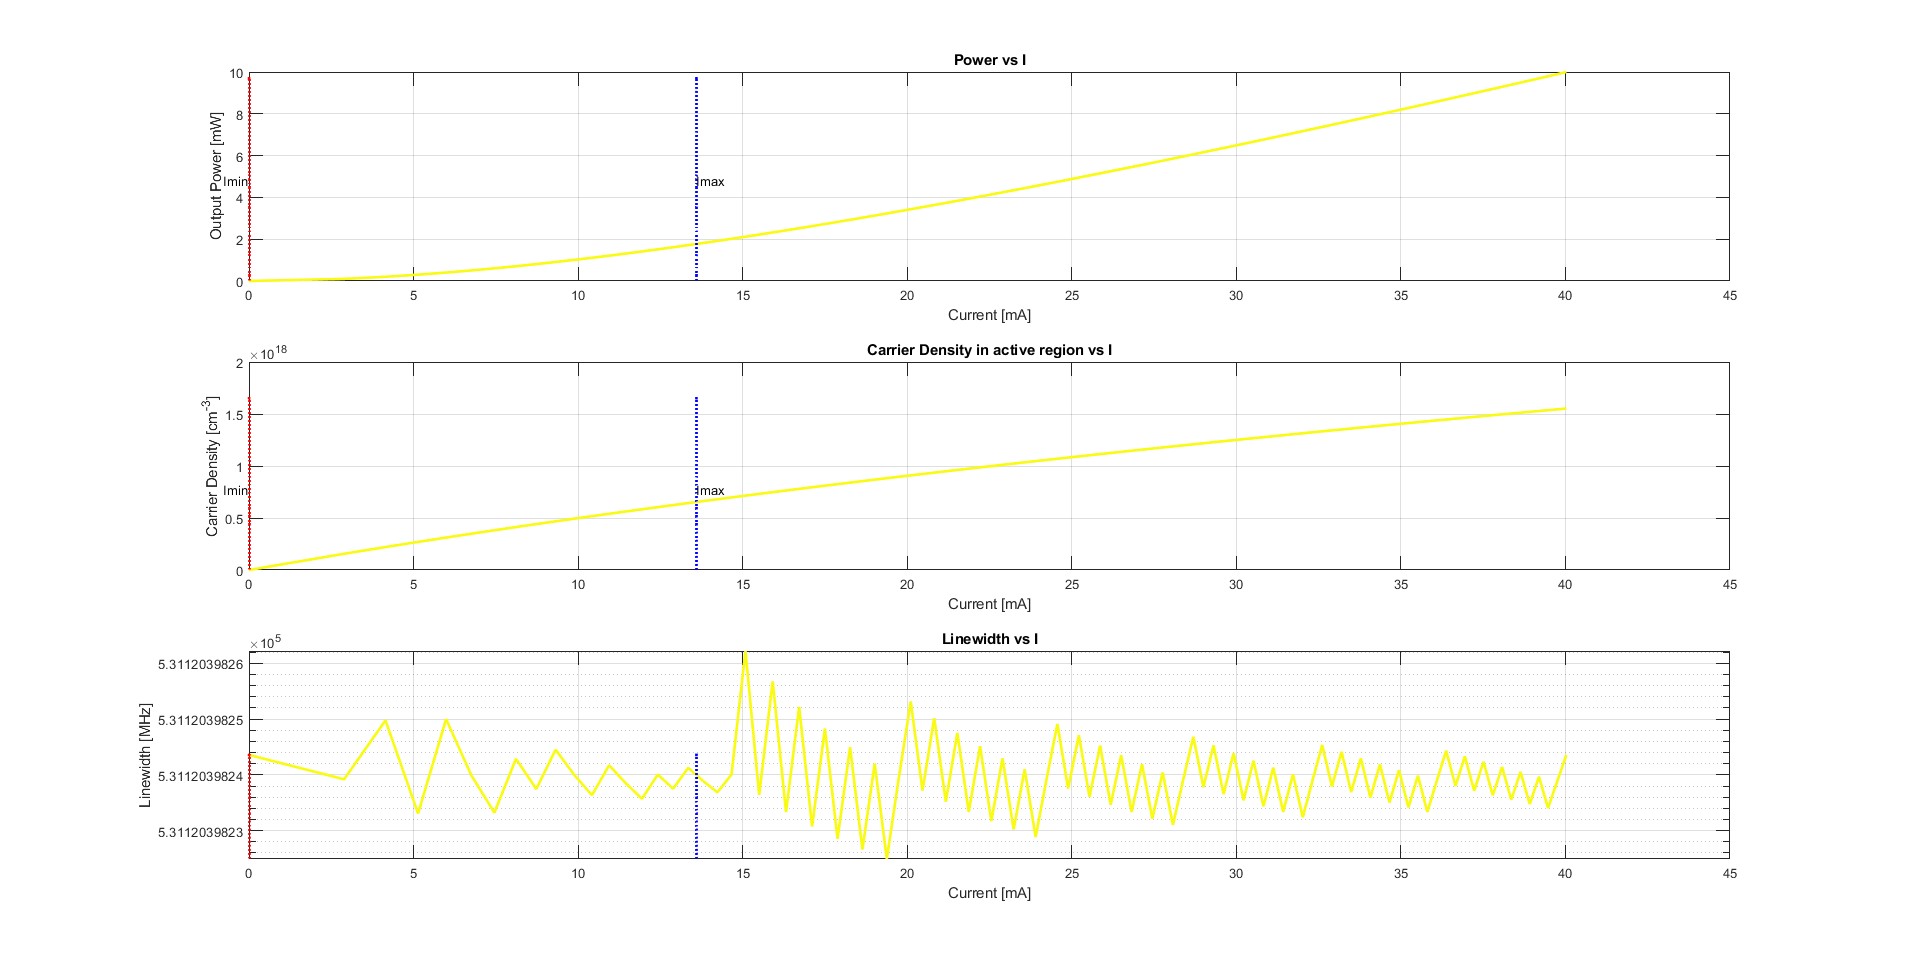 Power vs I
Output Power [mW]
10
8
6
4
2
0
Imin
Imax
0 5 10 15 20 25 30 35 40 45
Current [mA]
Carrier Density in active region vs I
×10^18
Carrier Density [cm^-3]
2
1.5
1
0.5
0
Imin
Imax
0 5 10 15 20 25 30 35 40 45
Current [mA]
Linewidth vs I
×10^5
Linewidth [MHz]
5.3112039826
5.3112039825
5.3112039824
5.3112039823
0 5 10 15 20 25 30 35 40 45
Current [mA]